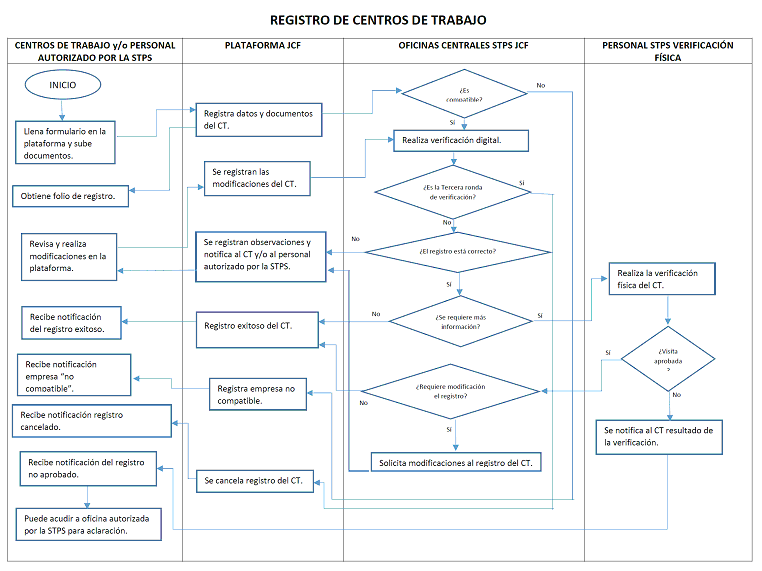 REGISTRO DE CENTROS DE TRABAJO
CENTROS DE TRABAJO y/o PERSONAL
AUTORIZADO POR LA STPS
PLATAFORMA JCF
OFICINAS CENTRALES STPS JCF
PERSONAL STPS VERIFICACIÓN
FÍSICA
INICIO
Llena formulario en la
plataforma y sube
documentos.
Registra datos y documentos
del CT.
¿Es
compatible?
No
Sí
Realiza verificación digital.
Obtiene folio de registro.
Se registran las
modificaciones del CT.
¿Es la Tercera ronda
de verificación?
Sí
No
Revisa y realiza
modificaciones en la
plataforma.
Se registran observaciones y
notifica al CT y/o al personal
autorizado por la STPS.
No
¿El registro está correcto?
Sí
Realiza la verificación
física del CT.
Recibe notificación
del registro exitoso.
Registro exitoso del CT.
No
¿Se requiere más
información?
Sí
¿Visita
aprobada
?
Sí
No
Recibe notificación
empresa “no
compatible”.
Registra empresa no
compatible.
¿Requiere modificación
el registro?
No
Sí
Recibe notificación registro
cancelado.
Se notifica al CT resultado de
la verificación.
Recibe notificación del registro
no aprobado.
Se cancela registro del CT.
Solicita modificaciones al registro del CT.
Puede acudir a oficina autorizada
por la STPS para aclaración.